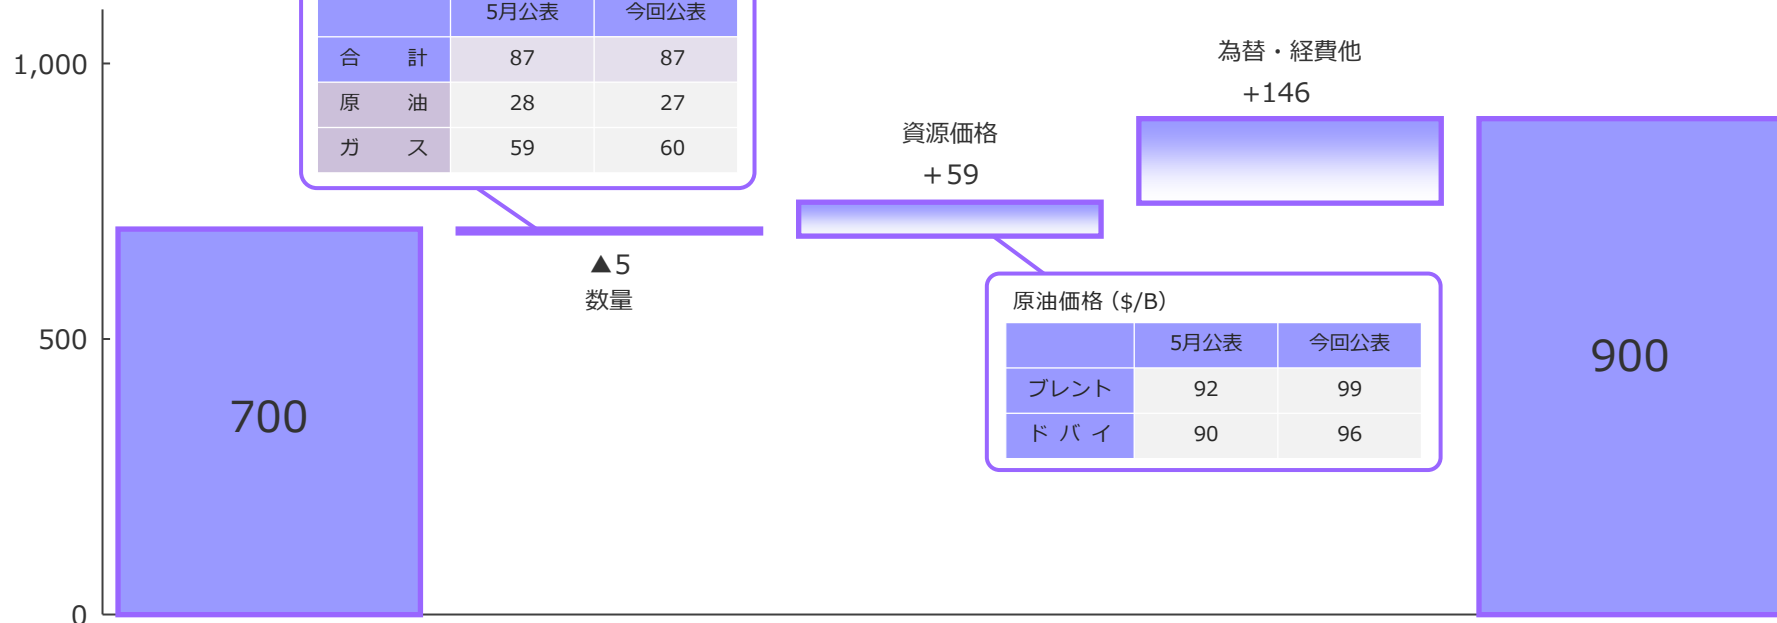 5月公表 今回公表
合 計 87 87
原 油 28 27
ガ ス 59 60
1,000
500
0
700
▲5
数量
資源価格
+59
為替・経費他
+146
原油価格($/B)
5月公表 今回公表
ブレント 92 99
ドバイ 90 96
900